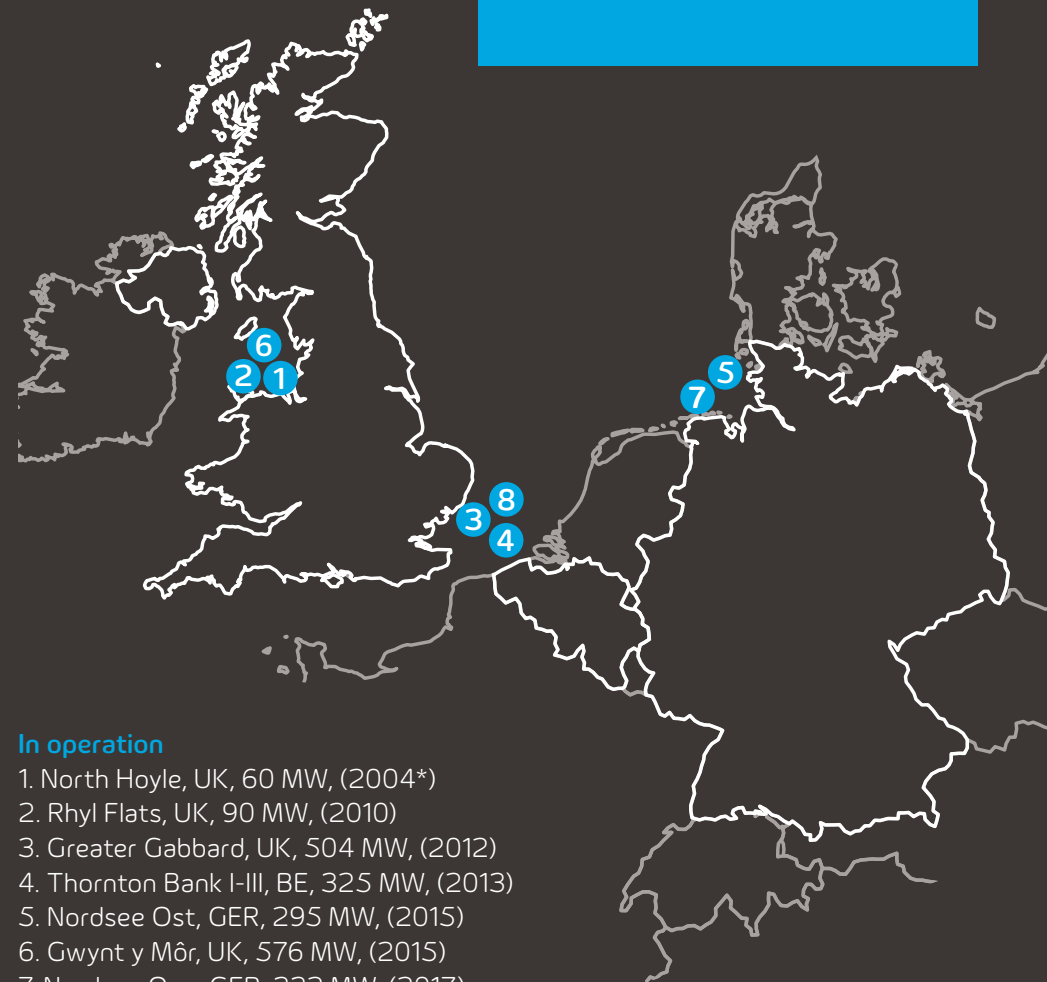 6
2 1
5
7
8
3
4
In operation
1. North Hoyle, UK, 60 MW, (2004*)
2. Rhyl Flats, UK, 90 MW, (2010)
3. Greater Gabbard, UK, 504 MW, (2012)
4. Thornton Bank I-III, BE, 325 MW, (2013)
5. Nordsee Ost, GER, 295 MW, (2015)
6. Gwynt y Môr, UK, 576 MW, (2015)